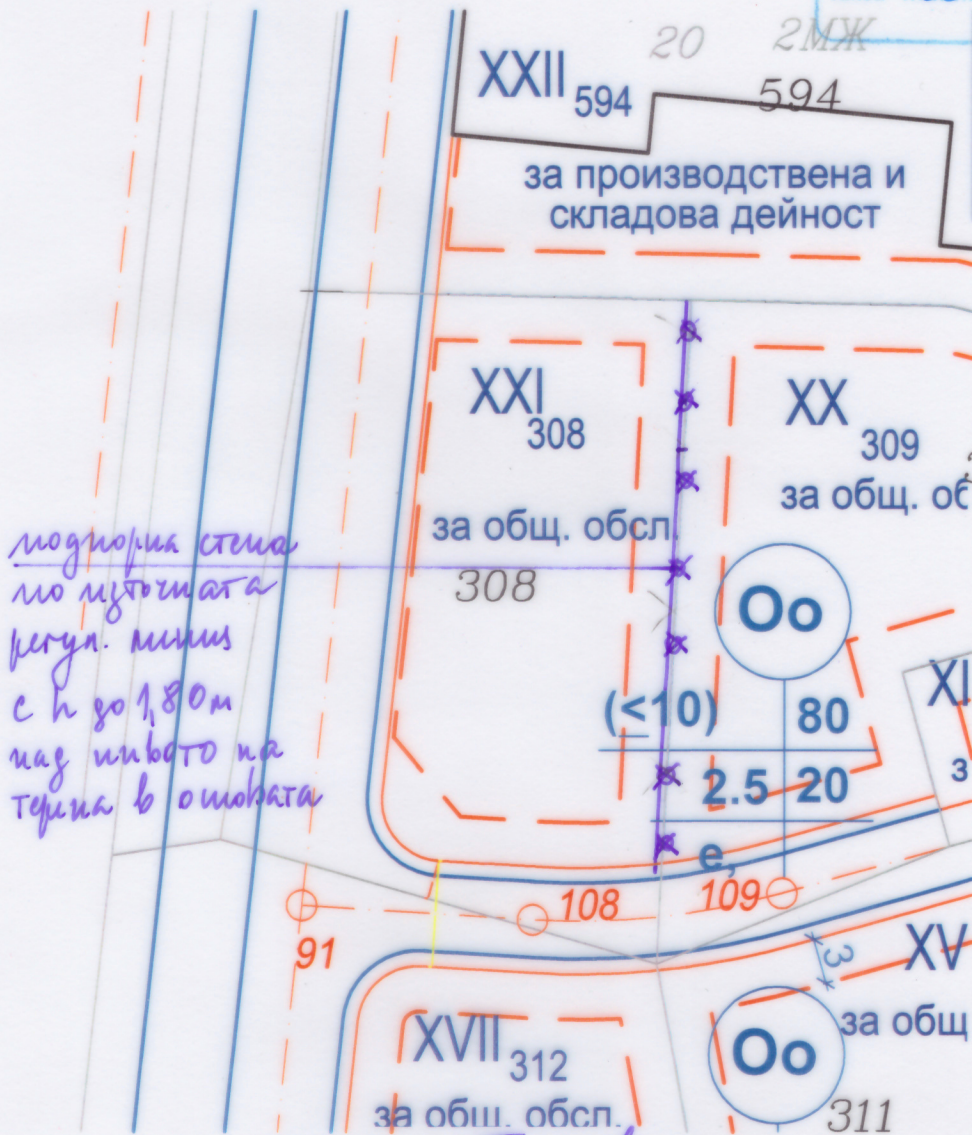 20 2МЖ
XXII 594
594
за производствена и
складова дейност
XXI
308
за общ. обсл.
308
XX
309
за общ. об
подпорна стена
по източната
регул. линия
с h до 1,80м
над нивото на
терена в основата
Оо
(<10) 80
2.5 20
е,
XI
з
108
109
91
3
XV
за общ
XVII 312
за общ. обсл.
Оо
311